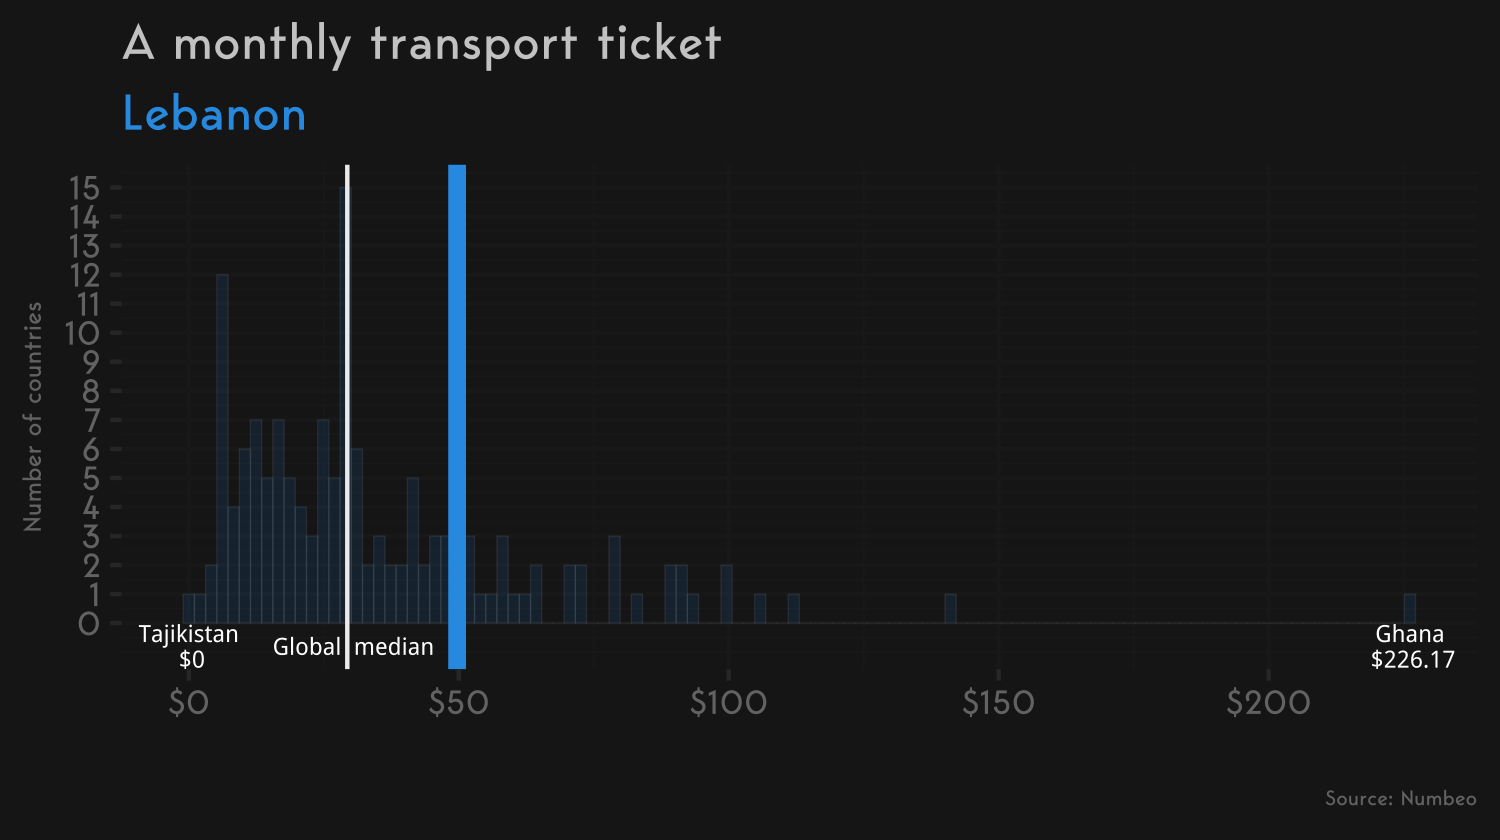 A monthly transport ticket
Lebanon
Number of countries
15
14
13
12
11
10
9
8
7
6
5
4
3
2
1
0
Tajikistan
$0
Global median
Ghana
$226.17
$0 $50 $100 $150 $200
Source: Numbeo